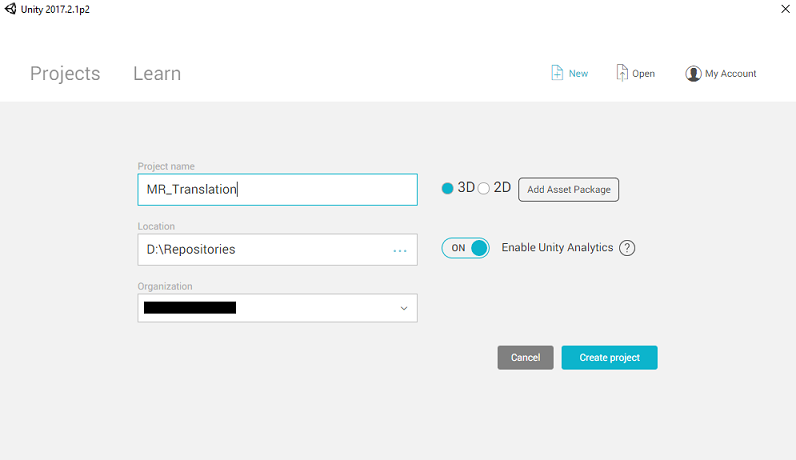 Unity 2017.2.1p2
Projects Learn New Open My Account
Project name
MR_Translation
3D 2D Add Asset Package
Location
D:\Repositories ...
ON Enable Unity Analytics ?
Organization
Cancel Create project